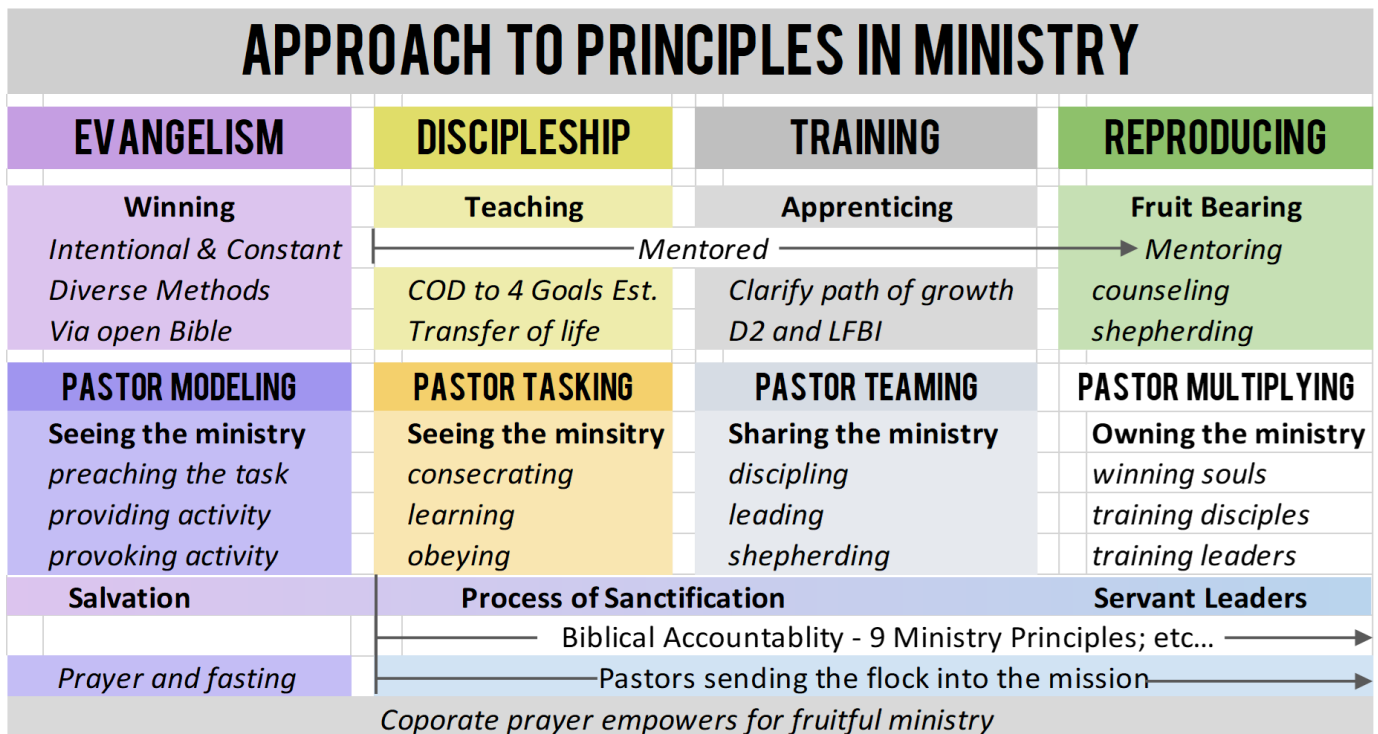 APPROACH TO PRINCIPLES IN MINISTRY
EVANGELISM DISCIPLESHIP TRAINING REPRODUCING
Winning Teaching Apprenticing Fruit Bearing
Intentional & Constant Mentored Mentoring
Diverse Methods COD to 4 Goals Est. Clarify path of growth counseling
Via open Bible Transfer of life D2 and LFBI shepherding
PASTOR MODELING PASTOR TASKING PASTOR TEAMING PASTOR MULTIPLYING
Seeing the ministry Seeing the minsitry Sharing the ministry Owning the ministry
preaching the task consecrating discipling winning souls
providing activity learning leading training disciples
provoking activity obeying shepherding training leaders
Salvation Process of Sanctification Servant Leaders
Biblical Accountablity - 9 Ministry Principles; etc...
Prayer and fasting Pastors sending the flock into the mission
Coporate prayer empowers for fruitful ministry